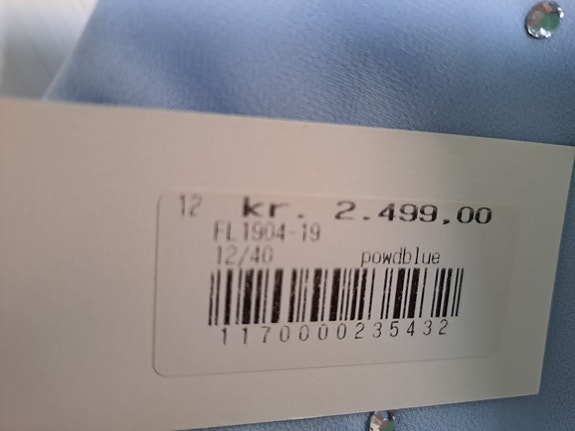 12 kr. 2.499,00
FL1904-19
12/40 powdblue
1170000235432